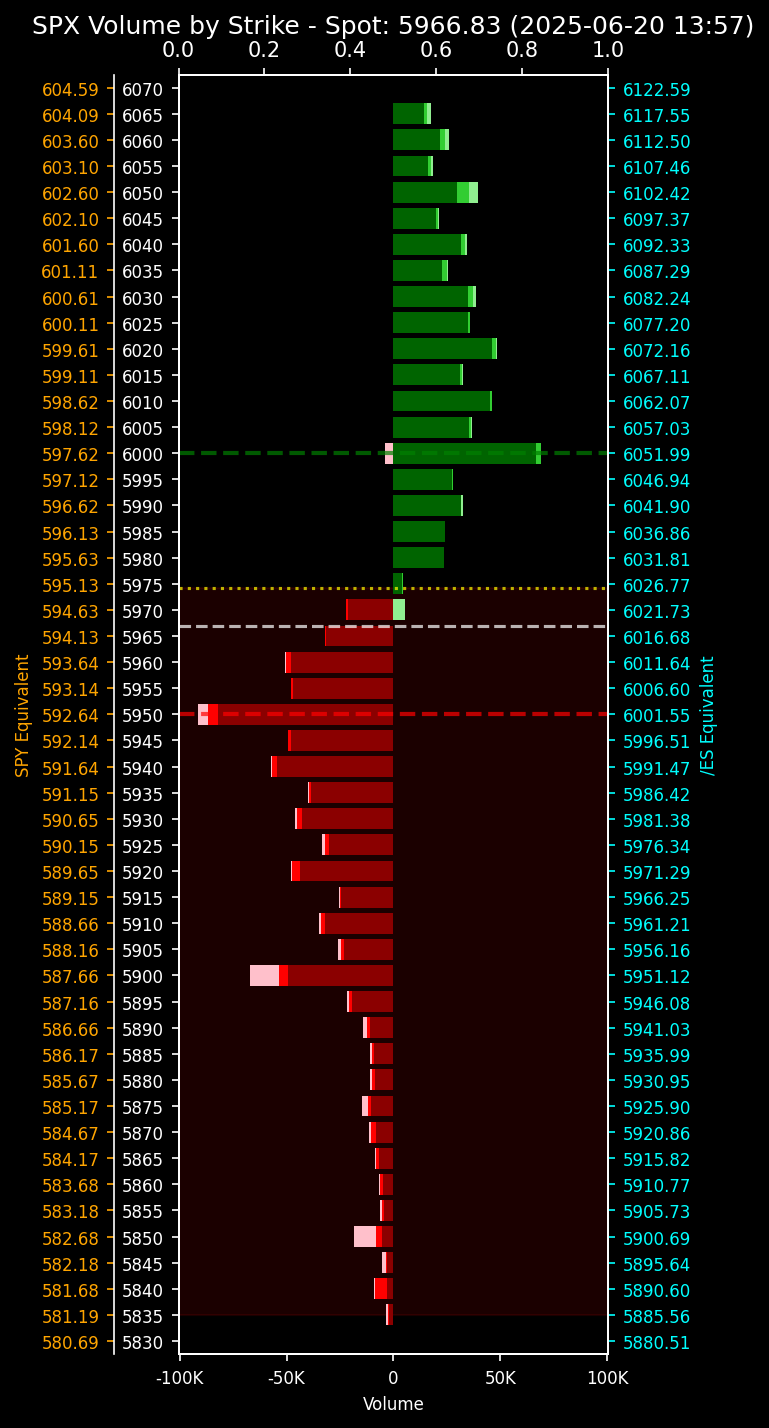 SPX Volume by Strike - Spot: 5966.83 (2025-06-20 13:57)
0.0 0.2 0.4 0.6 0.8 1.0
604.59 6070 6122.59
604.09 6065 6117.55
603.60 6060 6112.50
603.10 6055 6107.46
602.60 6050 6102.42
602.10 6045 6097.37
601.60 6040 6092.33
601.11 6035 6087.29
600.61 6030 6082.24
600.11 6025 6077.20
599.61 6020 6072.16
599.11 6015 6067.11
598.62 6010 6062.07
598.12 6005 6057.03
597.62 6000 6051.99
597.12 5995 6046.94
596.62 5990 6041.90
596.13 5985 6036.86
595.63 5980 6031.81
595.13 5975 6026.77
594.63 5970 6021.73
594.13 5965 6016.68
593.64 5960 6011.64
593.14 5955 6006.60
592.64 5950 6001.55
592.14 5945 5996.51
591.64 5940 5991.47
591.15 5935 5986.42
590.65 5930 5981.38
590.15 5925 5976.34
589.65 5920 5971.29
589.15 5915 5966.25
588.66 5910 5961.21
588.16 5905 5956.16
587.66 5900 5951.12
587.16 5895 5946.08
586.66 5890 5941.03
586.17 5885 5935.99
585.67 5880 5930.95
585.17 5875 5925.90
584.67 5870 5920.86
584.17 5865 5915.82
583.68 5860 5910.77
583.18 5855 5905.73
582.68 5850 5900.69
582.18 5845 5895.64
581.68 5840 5890.60
581.19 5835 5885.56
580.69 5830 5880.51
SPY Equivalent
/ES Equivalent
-100K -50K 0 50K 100K
Volume